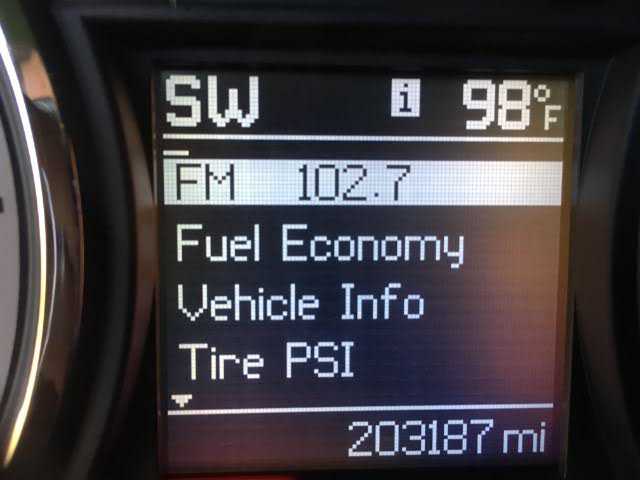 SW i 98°F
FM 102.7
Fuel Economy
Vehicle Info
Tire PSI
203187 mi